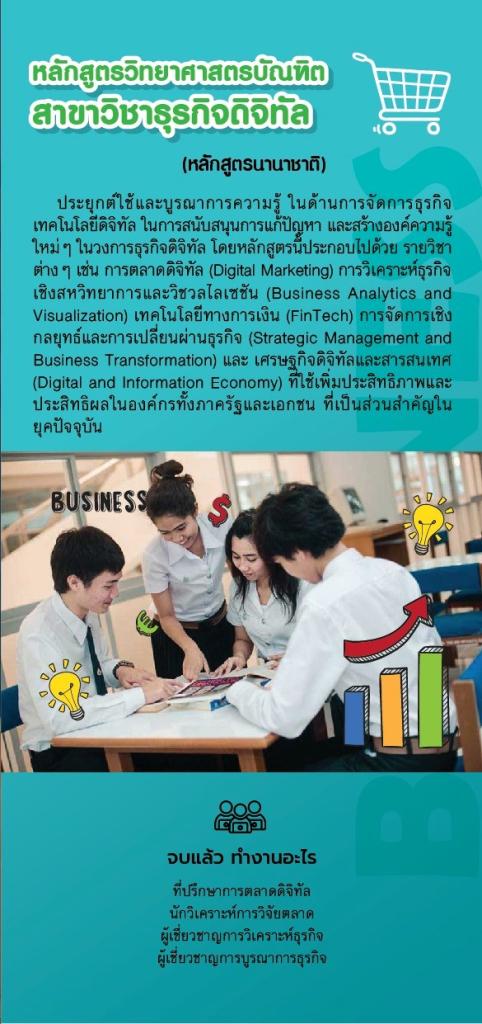 หลักสูตรวิทยาศาสตรบัณฑิต
สาขาวิชาธุรกิจดิจิทัล
(หลักสูตรนานาชาติ)
ประยุกต์ใช้และบูรณาการความรู้ ในด้านการจัดการธุรกิจ
เทคโนโลยีดิจิทัล ในการสนับสนุนการแก้ปัญหา และสร้างองค์ความรู้
ใหม่ ๆ ในวงการธุรกิจดิจิทัล โดยหลักสูตรนี้ประกอบไปด้วย รายวิชา
ต่าง ๆ เช่น การตลาดดิจิทัล (Digital Marketing) การวิเคราะห์ธุรกิจ
เชิงสหวิทยาการและวิชวลไลเซชัน (Business Analytics and
Visualization) เทคโนโลยีทางการเงิน (FinTech) การจัดการเชิง
กลยุทธ์และการเปลี่ยนผ่านธุรกิจ (Strategic Management and
Business Transformation) และ เศรษฐกิจดิจิทัลและสารสนเทศ
(Digital and Information Economy) ที่ใช้เพิ่มประสิทธิภาพและ
ประสิทธิผลในองค์กรทั้งภาครัฐและเอกชน ที่เป็นส่วนสำคัญใน
ยุคปัจจุบัน
BUSINESS
$
€
BUSINESS
จบแล้ว ทำงานอะไร
ที่ปรึกษาการตลาดดิจิทัล
นักวิเคราะห์การวิจัยตลาด
ผู้เชี่ยวชาญการวิเคราะห์ธุรกิจ
ผู้เชี่ยวชาญการบูรณาการธุรกิจ